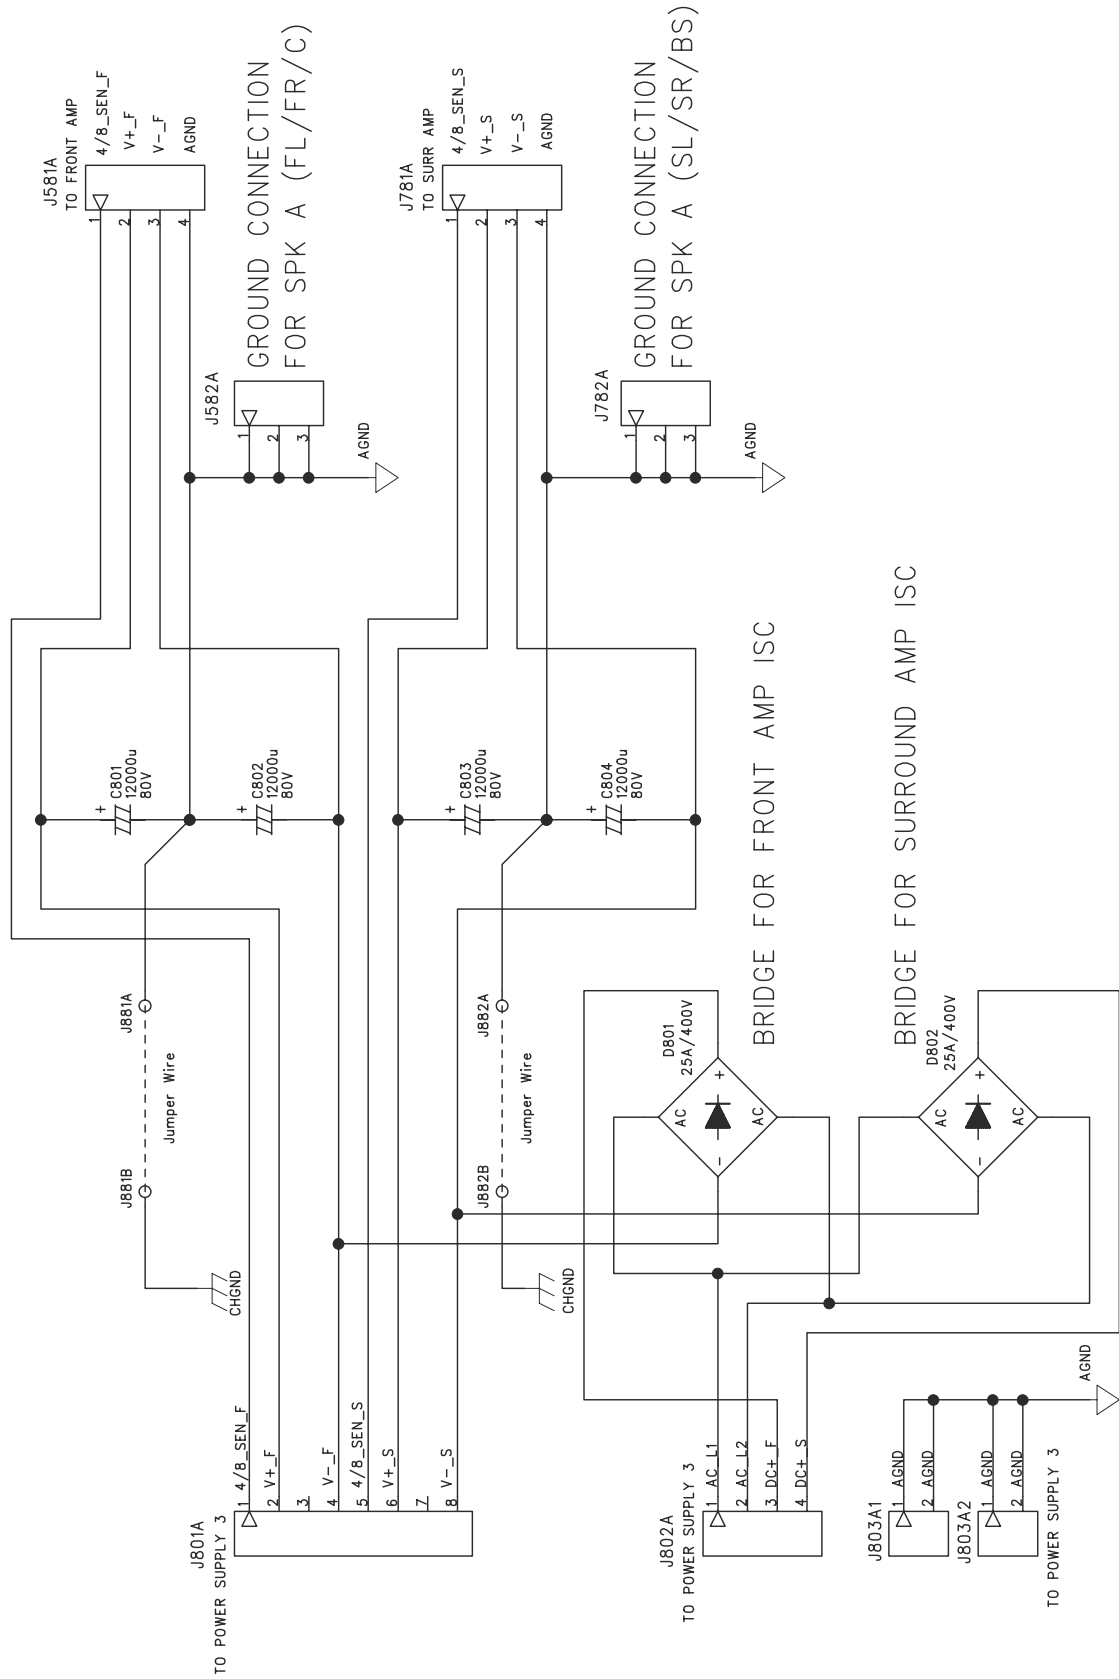 J801A
TO POWER SUPPLY 3
1 4/8_SEN_F
2 V+_F
3
4 V-_F
5 4/8_SEN_S
6 V+_S
7
8 V-_S
J881B
J881A
Jumper Wire
CHGND
J882B
J882A
Jumper Wire
CHGND
+
C801
12000u
80V
+
C802
12000u
80V
+
C803
12000u
80V
+
C804
12000u
80V
J581A
TO FRONT AMP
1 4/8_SEN_F
2 V+_F
3 V-_F
4 AGND
J582A
1
2
3
AGND
GROUND CONNECTION
FOR SPK A (FL/FR/C)
J781A
TO SURR AMP
1 4/8_SEN_S
2 V+_S
3 V-_S
4 AGND
J782A
1
2
3
AGND
GROUND CONNECTION
FOR SPK A (SL/SR/BS)
J802A
TO POWER SUPPLY 3
1 AC_L1
2 AC_L2
3 DC+_F
4 DC+_S
D801
25A/400V
AC
- +
AC
BRIDGE FOR FRONT AMP ISC
BRIDGE FOR SURROUND AMP ISC
D802
25A/400V
AC
- +
AC
J803A1
1 AGND
2 AGND
J803A2
1 AGND
2 AGND
TO POWER SUPPLY 3
AGND